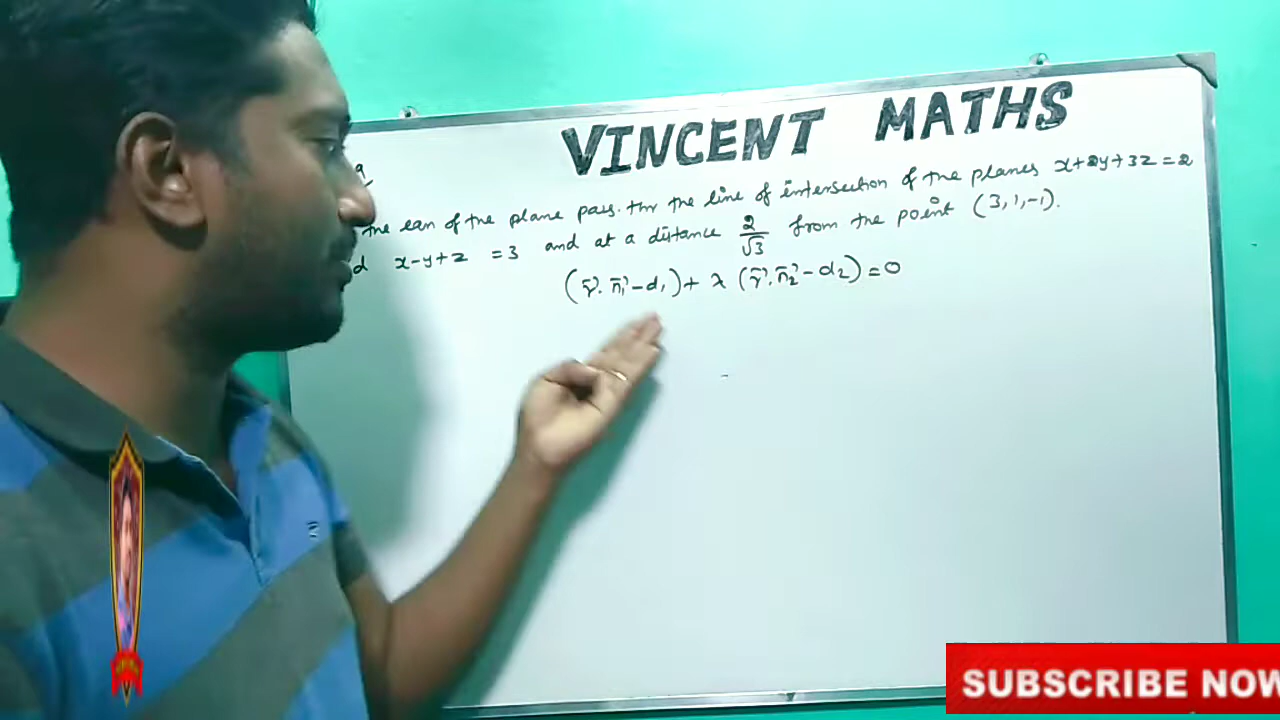 VINCENT MATHS
the eqn of the plane pass. thr the line of intersection of the planes x+2y+3z=2
x-y+z =3 and at a distance 2/√3 from the point (3,1,-1).
(r⃗.n⃗₁-d₁)+ λ (r⃗.n⃗₂-d₂)=0
SUBSCRIBE NOW